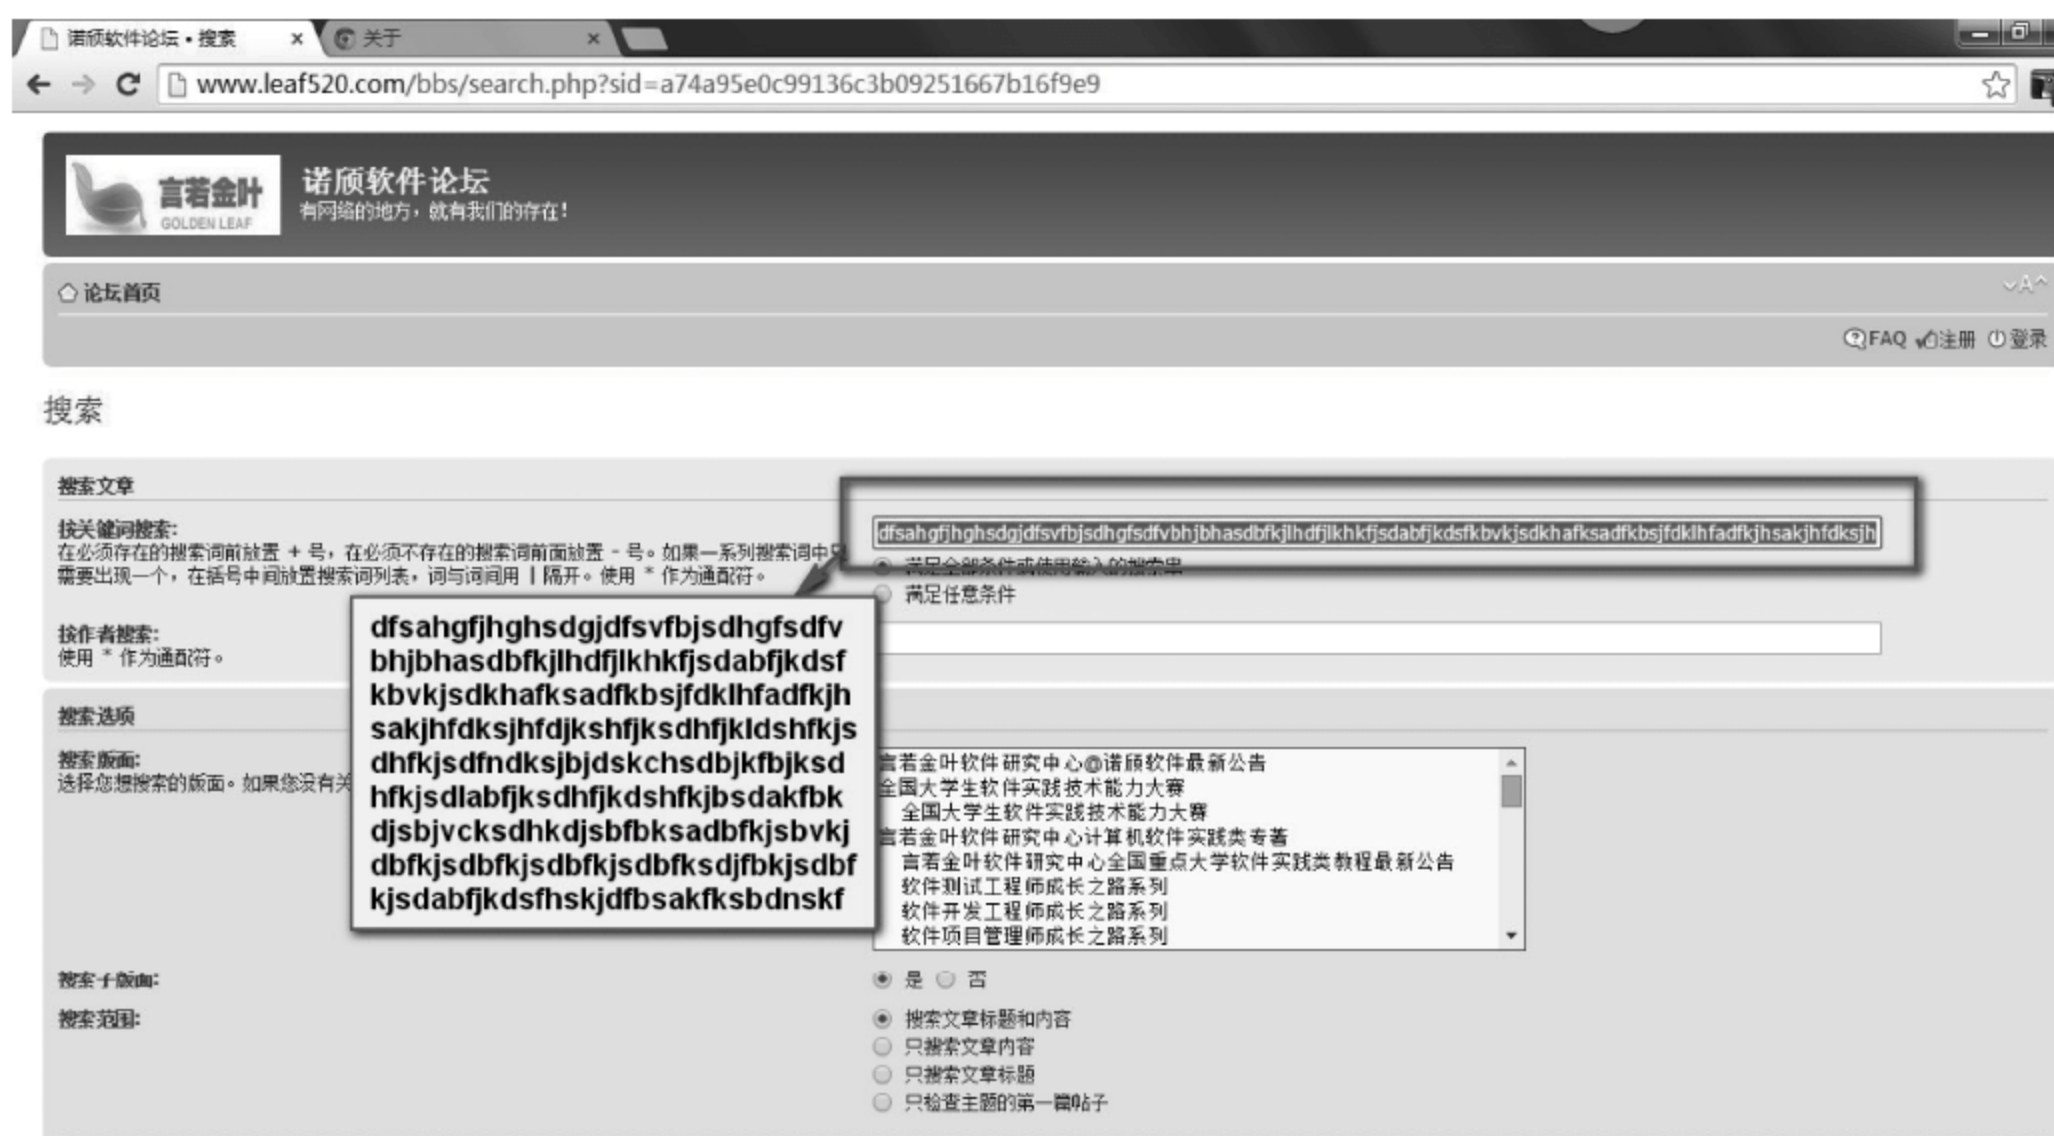 诺颀软件论坛 • 搜索
关于
www.leaf520.com/bbs/search.php?sid=a74a95e0c99136c3b09251667b16f9e9
言若金叶
GOLDEN LEAF
诺颀软件论坛
有网络的地方，就有我们的存在！
论坛首页
A
FAQ 注册 登录
搜索
搜索文章
按关键词搜索:
在必须存在的搜索词前放置 + 号，在必须不存在的搜索词前面放置 - 号。如果一系列搜索词中只
需要出现一个，在括号中间放置搜索词列表，词与词间用 | 隔开。使用 * 作为通配符。
dfsahgfjhghsdgjdfsvfbjsdhgfsdfvbhjbhasdbfkjlhdfjlkhkfjsdabfjkdsfkbvkjsdkhafksadfkbsjfdklhfadfkjhsakjhfdksjh
满足全部条件或使用输入的搜索串
满足任意条件
按作者搜索:
使用 * 作为通配符。
dfsahgfjhghsdgjdfsvfbjsdhgfsdfv
bhjbhasdbfkjlhdfjlkhkfjsdabfjkdsf
kbvkjsdkhafksadfkbsjfdklhfadfkjh
sakjhfdksjhfdjkshfjksdhfjkldshfkjs
dhfkjsdfndksjbjdskchsdbjkfbjksd
hfkjsdlabfjksdhfjkdshfkjbsdakfbk
djsbjvcksdhkdjsbfbksadbfkjsbvkj
dbfkjsdbfkjsdbfkjsdbfksdjfbkjsdbf
kjsdabfjkdsfhskjdfbsakfksbdnskf
搜索选项
搜索版面:
选择您想搜索的版面。如果您没有关
言若金叶软件研究中心@诺颀软件最新公告
全国大学生软件实践技术能力大赛
全国大学生软件实践技术能力大赛
言若金叶软件研究中心计算机软件实践类专著
言若金叶软件研究中心全国重点大学软件实践类教程最新公告
软件测试工程师成长之路系列
软件开发工程师成长之路系列
软件项目管理师成长之路系列
搜索子版面:
是 否
搜索范围:
搜索文章标题和内容
只搜索文章内容
只搜索文章标题
只检查主题的第一篇帖子